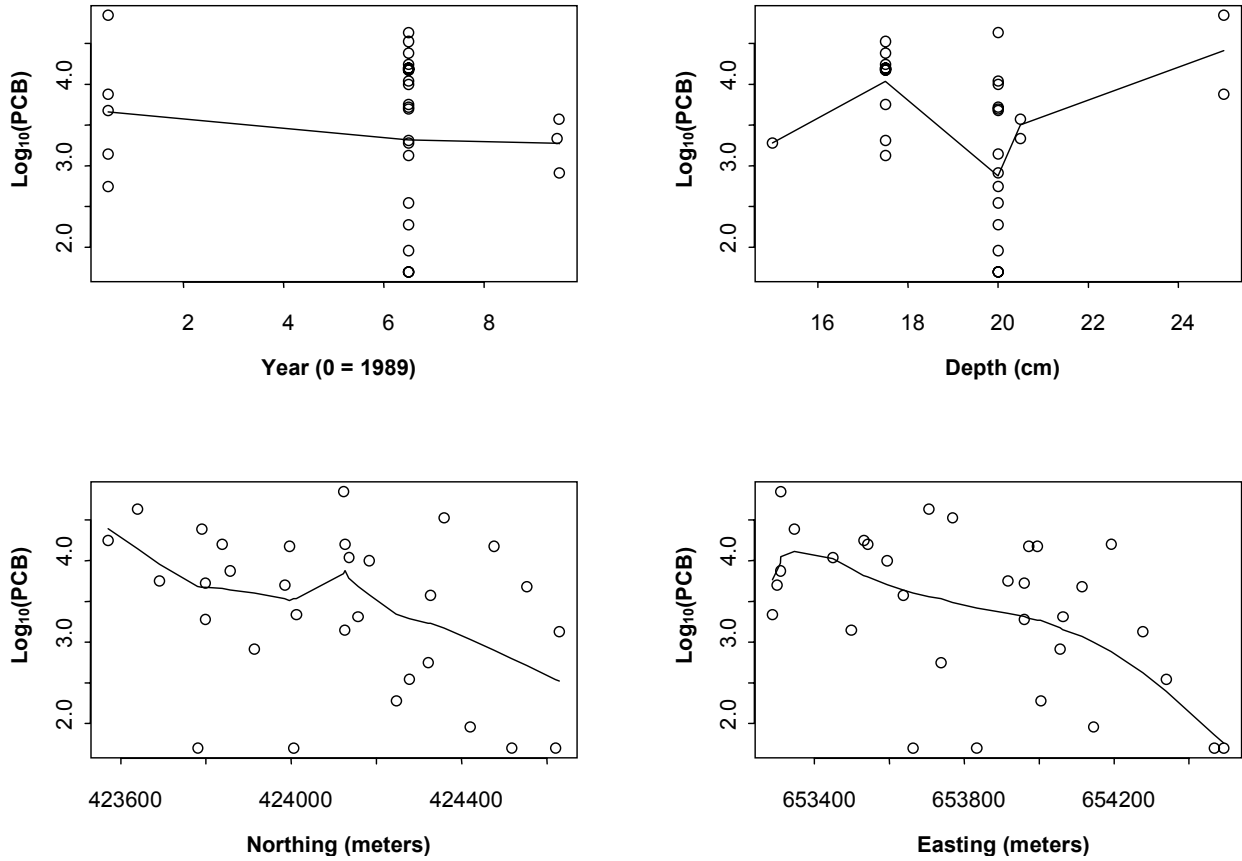 Log₁₀(PCB)
4.0
3.0
2.0
2 4 6 8
Year (0 = 1989)
Log₁₀(PCB)
4.0
3.0
2.0
16 18 20 22 24
Depth (cm)
Log₁₀(PCB)
4.0
3.0
2.0
423600 424000 424400
Northing (meters)
Log₁₀(PCB)
4.0
3.0
2.0
653400 653800 654200
Easting (meters)